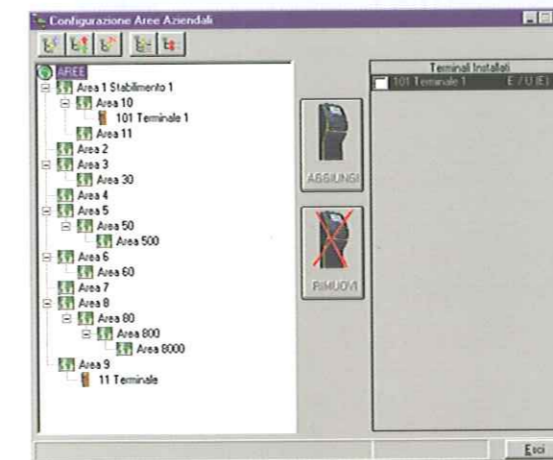 Configurazione Aree Aziendali
AREE
Area 1 Stabilimento 1
Area 10
101 Terminale 1
Area 11
Area 2
Area 3
Area 30
Area 4
Area 5
Area 50
Area 500
Area 6
Area 60
Area 7
Area 8
Area 80
Area 800
Area 8000
Area 9
11 Terminale
AGGIUNGI
RIMUOVI
Terminali Installati
101 Terminale 1 E / U (E)
Esci